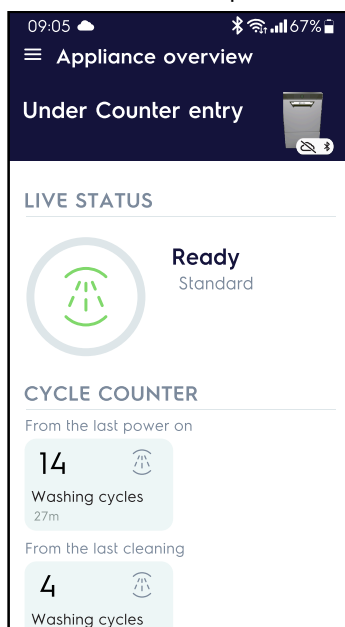 09:05 67%
Appliance overview
Under Counter entry
LIVE STATUS
Ready
Standard
CYCLE COUNTER
From the last power on
14
Washing cycles
27m
From the last cleaning
4
Washing cycles